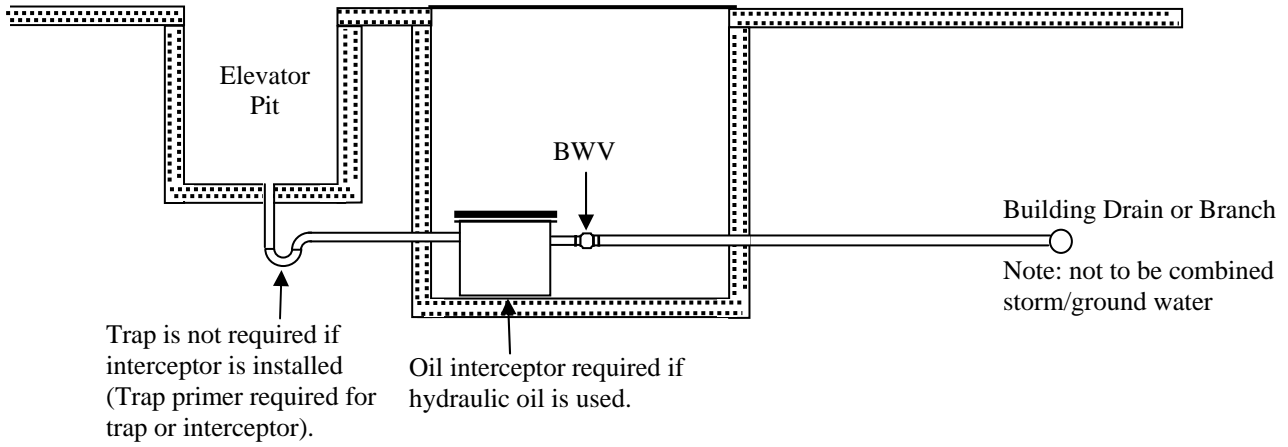 Elevator
Pit
BWV
Building Drain or Branch
Note: not to be combined
storm/ground water
Trap is not required if
interceptor is installed
(Trap primer required for
trap or interceptor).
Oil interceptor required if
hydraulic oil is used.